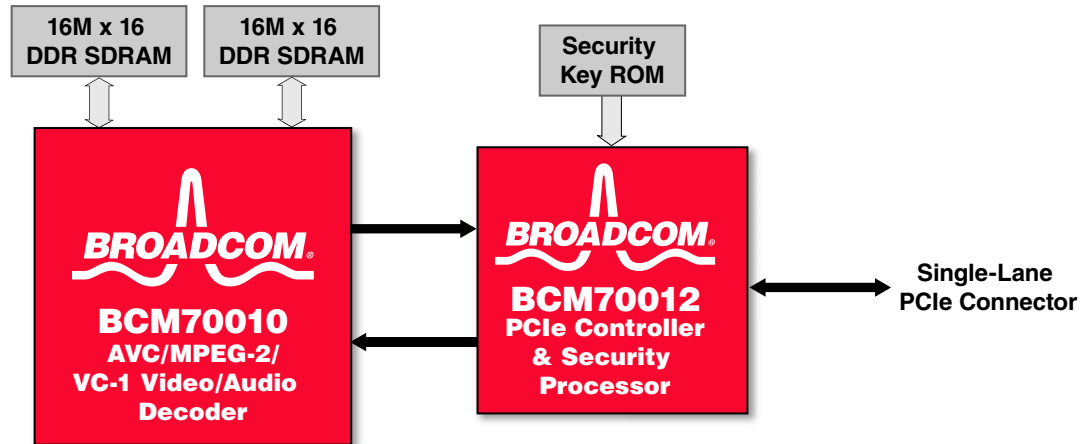 16M x 16
DDR SDRAM
16M x 16
DDR SDRAM
Security
Key ROM
BROADCOM®
BCM70010
AVC/MPEG-2/
VC-1 Video/Audio
Decoder
BROADCOM®
BCM70012
PCIe Controller
& Security
Processor
Single-Lane
PCIe Connector